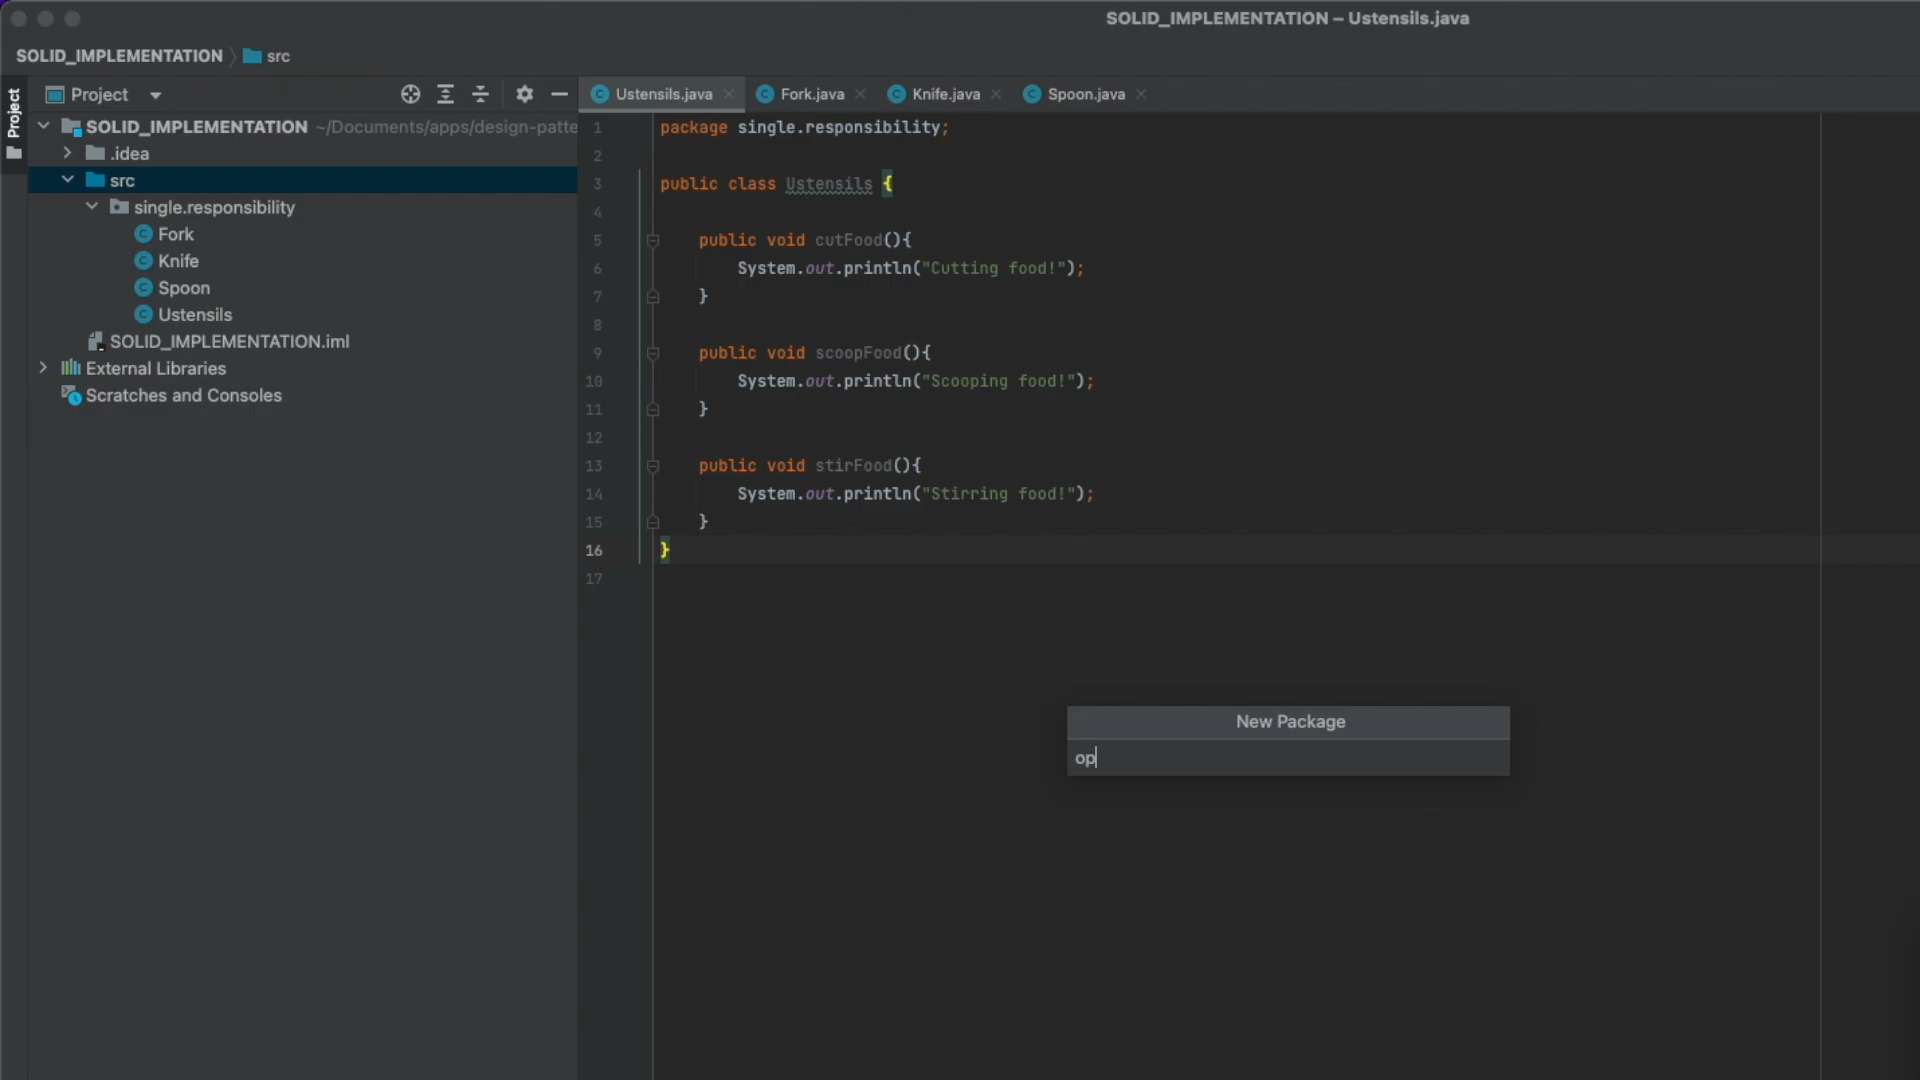 SOLID_IMPLEMENTATION – Ustensils.java
SOLID_IMPLEMENTATION src
Project
Project
Ustensils.java Fork.java Knife.java Spoon.java
SOLID_IMPLEMENTATION ~/Documents/apps/design-patte
.idea
src
single.responsibility
Fork
Knife
Spoon
Ustensils
SOLID_IMPLEMENTATION.iml
External Libraries
Scratches and Consoles
1 package single.responsibility;
2
3 public class Ustensils {
4
5 public void cutFood(){
6 System.out.println("Cutting food!");
7 }
8
9 public void scoopFood(){
10 System.out.println("Scooping food!");
11 }
12
13 public void stirFood(){
14 System.out.println("Stirring food!");
15 }
16 }
17
New Package
op